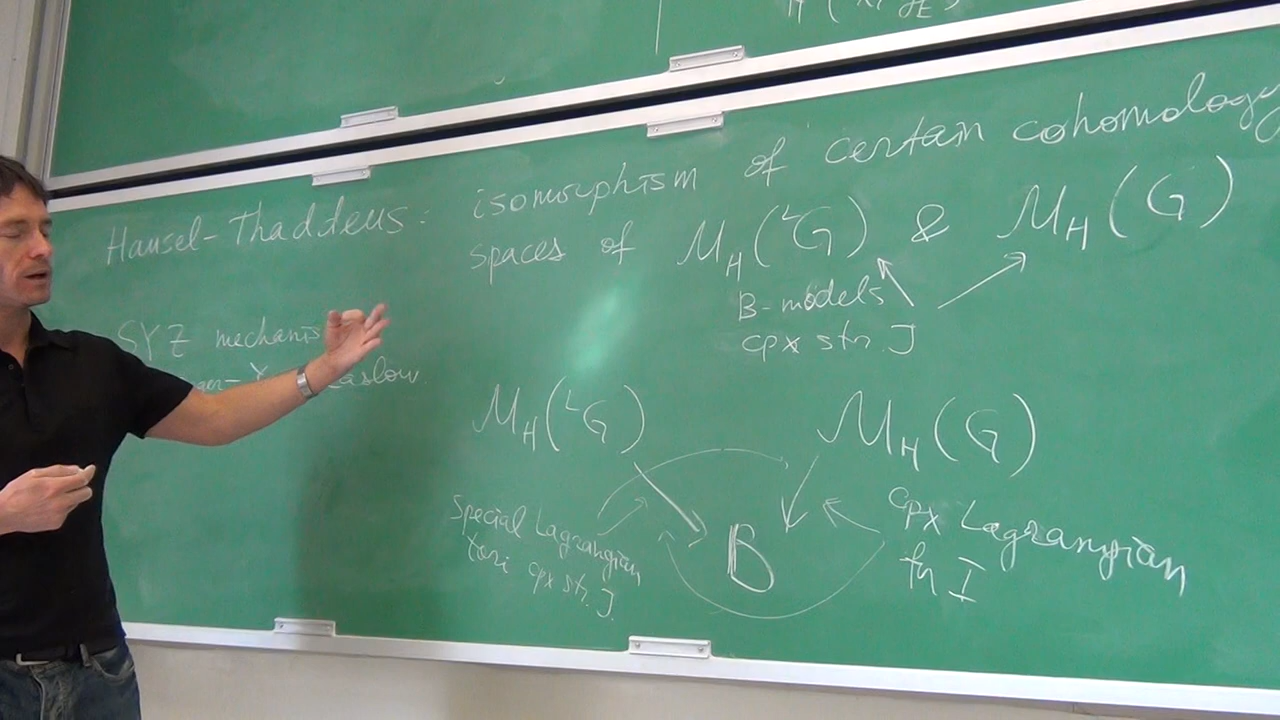 Hausel-Thaddeus: isomorphism of certain cohomology
spaces of M_H(^LG) & M_H(G)
B-models
cpx str. J
SYZ mechanis
M_H(^LG) M_H(G)
Special Lagrangian
tori cpx str. J
B
cpx Lagrangian
fn I